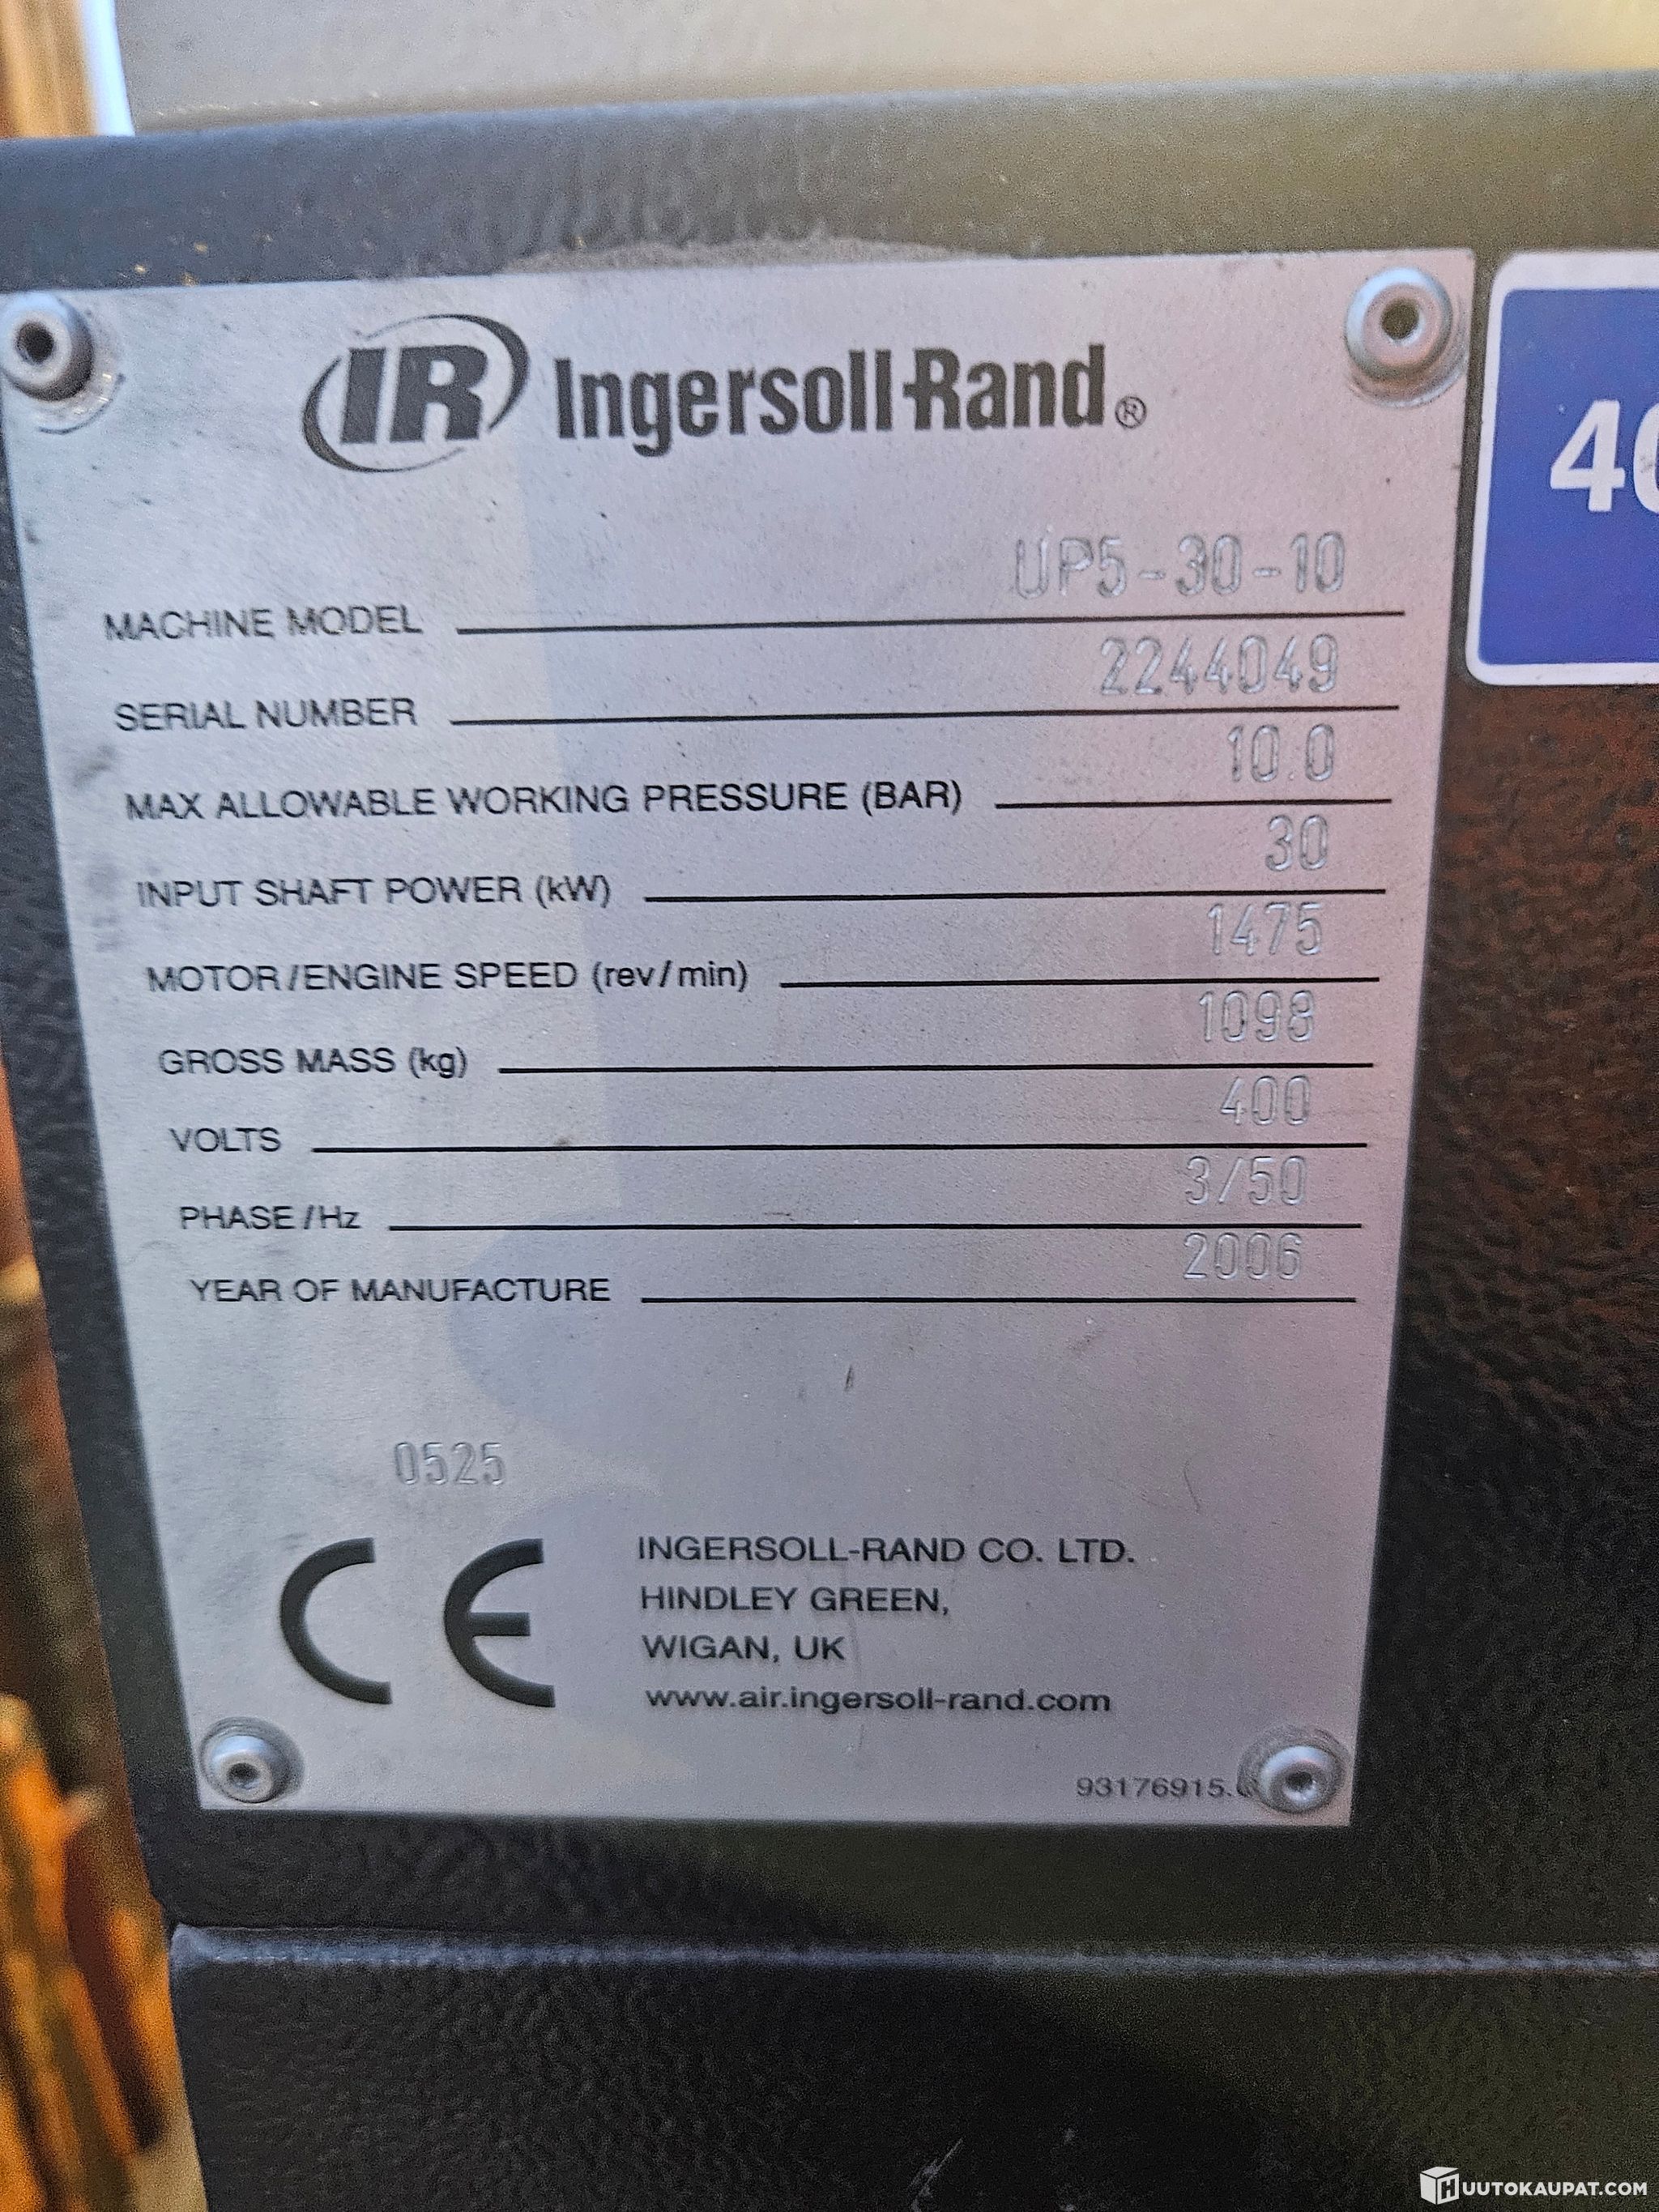 IR Ingersoll-Rand®
MACHINE MODEL UP5-30-10
SERIAL NUMBER 2244049
MAX ALLOWABLE WORKING PRESSURE (BAR) 10.0
INPUT SHAFT POWER (kW) 30
MOTOR/ENGINE SPEED (rev/min) 1475
GROSS MASS (kg) 1098
VOLTS 400
PHASE/Hz 3/50
YEAR OF MANUFACTURE 2006
0525
CE
INGERSOLL-RAND CO. LTD.
HINDLEY GREEN,
WIGAN, UK
www.air.ingersoll-rand.com
93176915.
HUUTOKAUPAT.COM